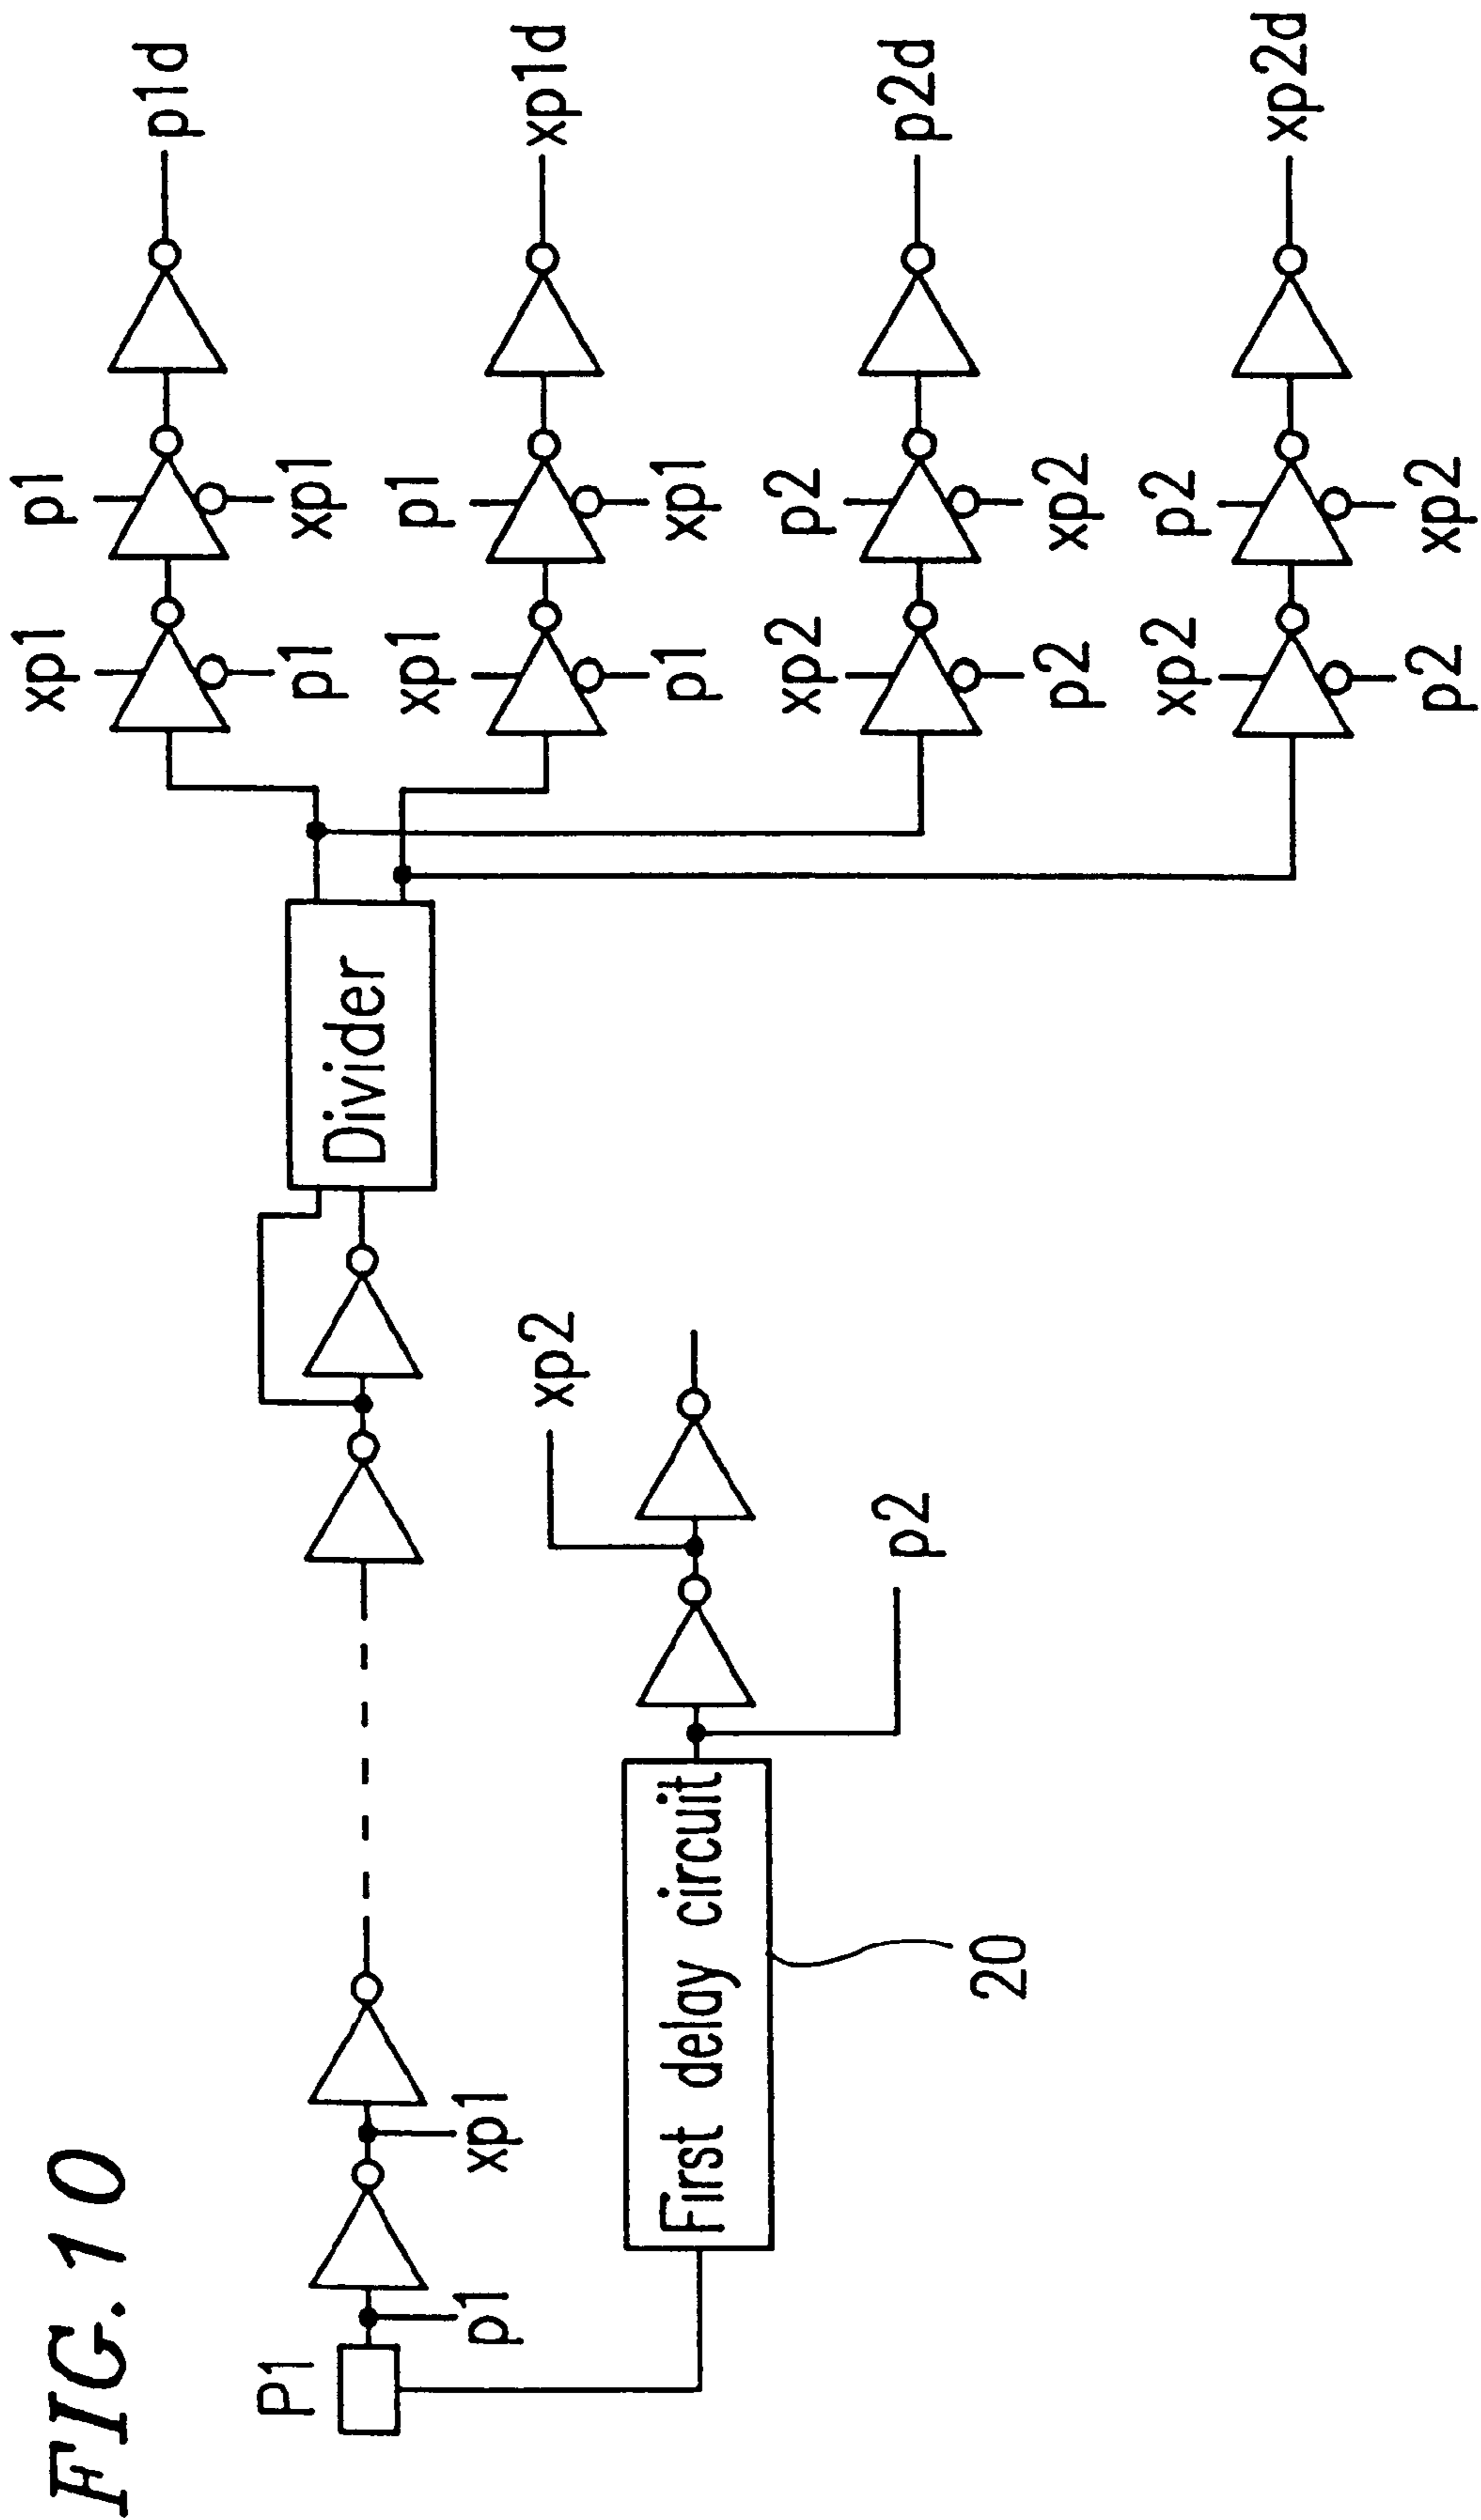 FIG. 10
P1
p1
xp1
First delay circuit
20
p2
xp2
Divider
xp1
p1
p1
xp1
p1d
xp1
p1
p1
xp1
xp1d
xp2
p2
p2
xp2
p2d
xp2
p2
p2
xp2
xp2d